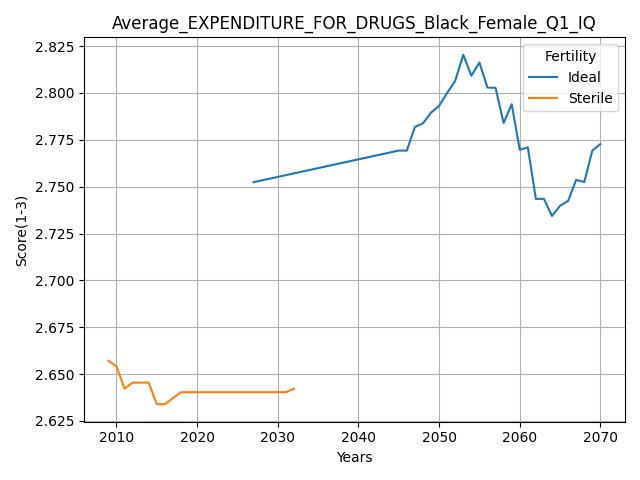 Average_EXPENDITURE_FOR_DRUGS_Black_Female_Q1_IQ
2.825
2.800
2.775
2.750
2.725
2.700
2.675
2.650
2.625
Score(1-3)
Fertility
Ideal
Sterile
2010 2020 2030 2040 2050 2060 2070
Years